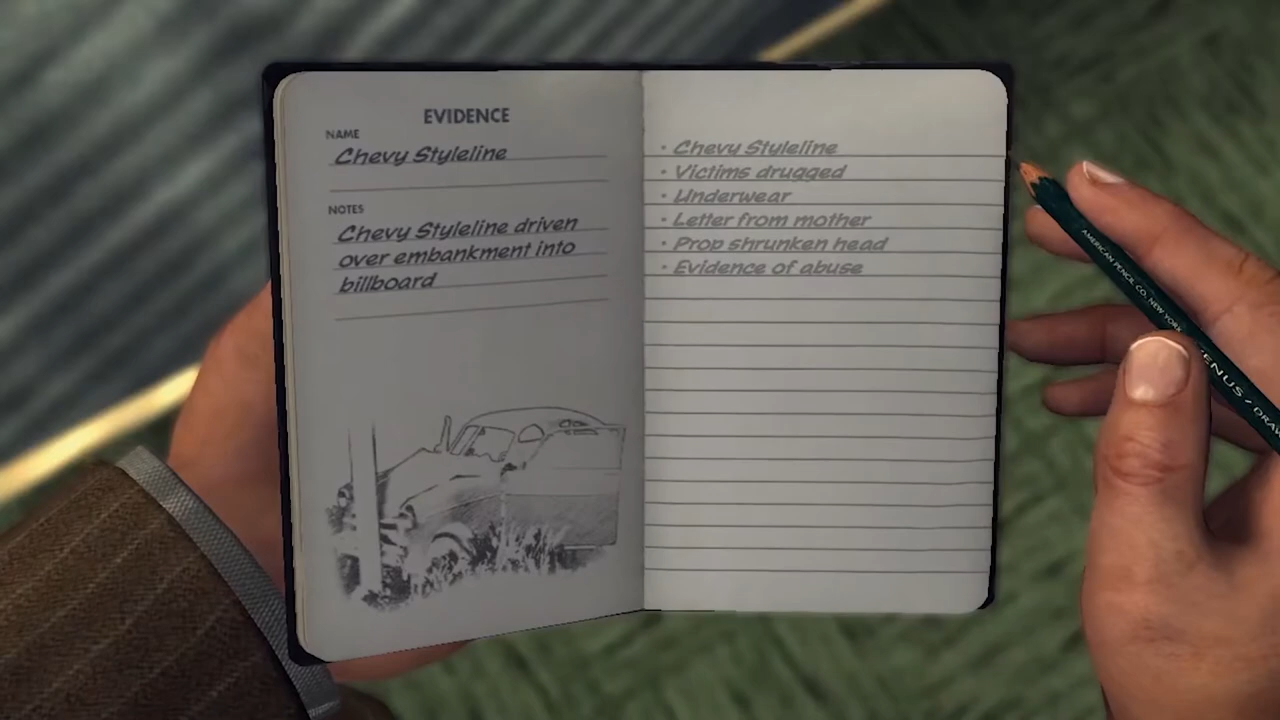 EVIDENCE
NAME
Chevy Styleline
NOTES
Chevy Styleline driven
over embankment into
billboard
• Chevy Styleline
• Victims drugged
• Underwear
• Letter from mother
• Prop shrunken head
• Evidence of abuse
AMERICAN PENCIL CO. NEW YORK
VENUS / DRAW